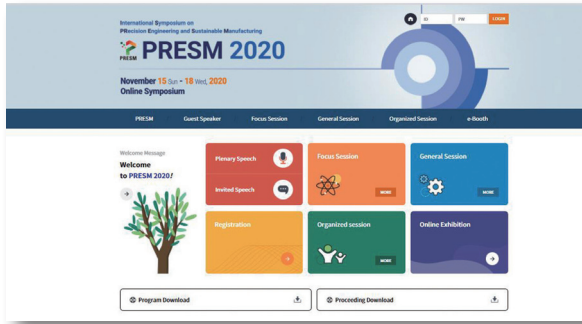 International Symposium on
PRecision Engineering and Sustainable Manufacturing
PRESM
PRESM 2020
November 15 Sun - 18 Wed, 2020
Online Symposium
ID
PW
LOGIN
PRESM
Guest Speaker
Focus Session
General Session
Organized Session
e-Booth
Welcome Message
Welcome
to PRESM 2020!
Plenary Speech
Invited Speech
Focus Session
MORE
General Session
MORE
Registration
Organized session
MORE
Online Exhibition
Program Download
Proceeding Download